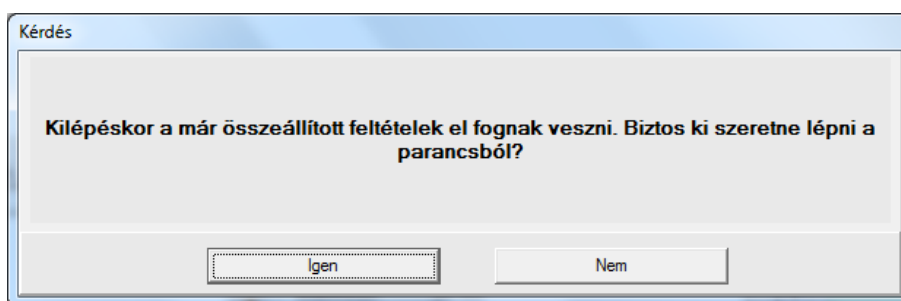 Kérdés
Kilépéskor a már összeállított feltételek el fognak veszni. Biztos ki szeretne lépni a
parancsból?
Igen
Nem